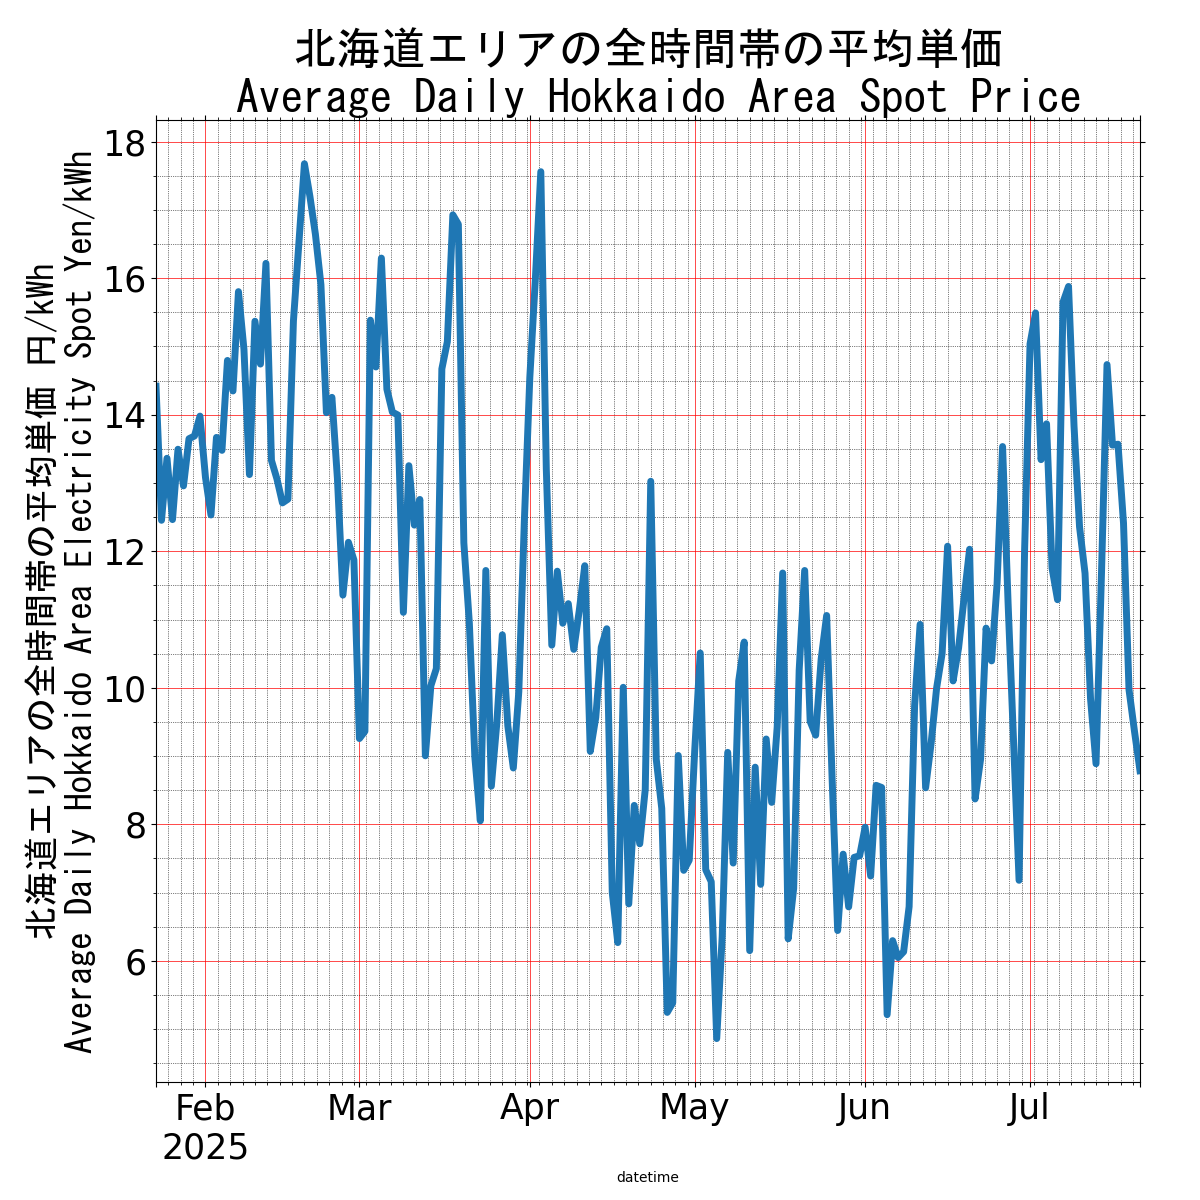 北海道エリアの全時間帯の平均単価
Average Daily Hokkaido Area Spot Price
北海道エリアの全時間帯の平均単価 円/kWh
Average Daily Hokkaido Area Electricity Spot Yen/kWh
18
16
14
12
10
8
6
Feb
2025
Mar
Apr
May
Jun
Jul
datetime